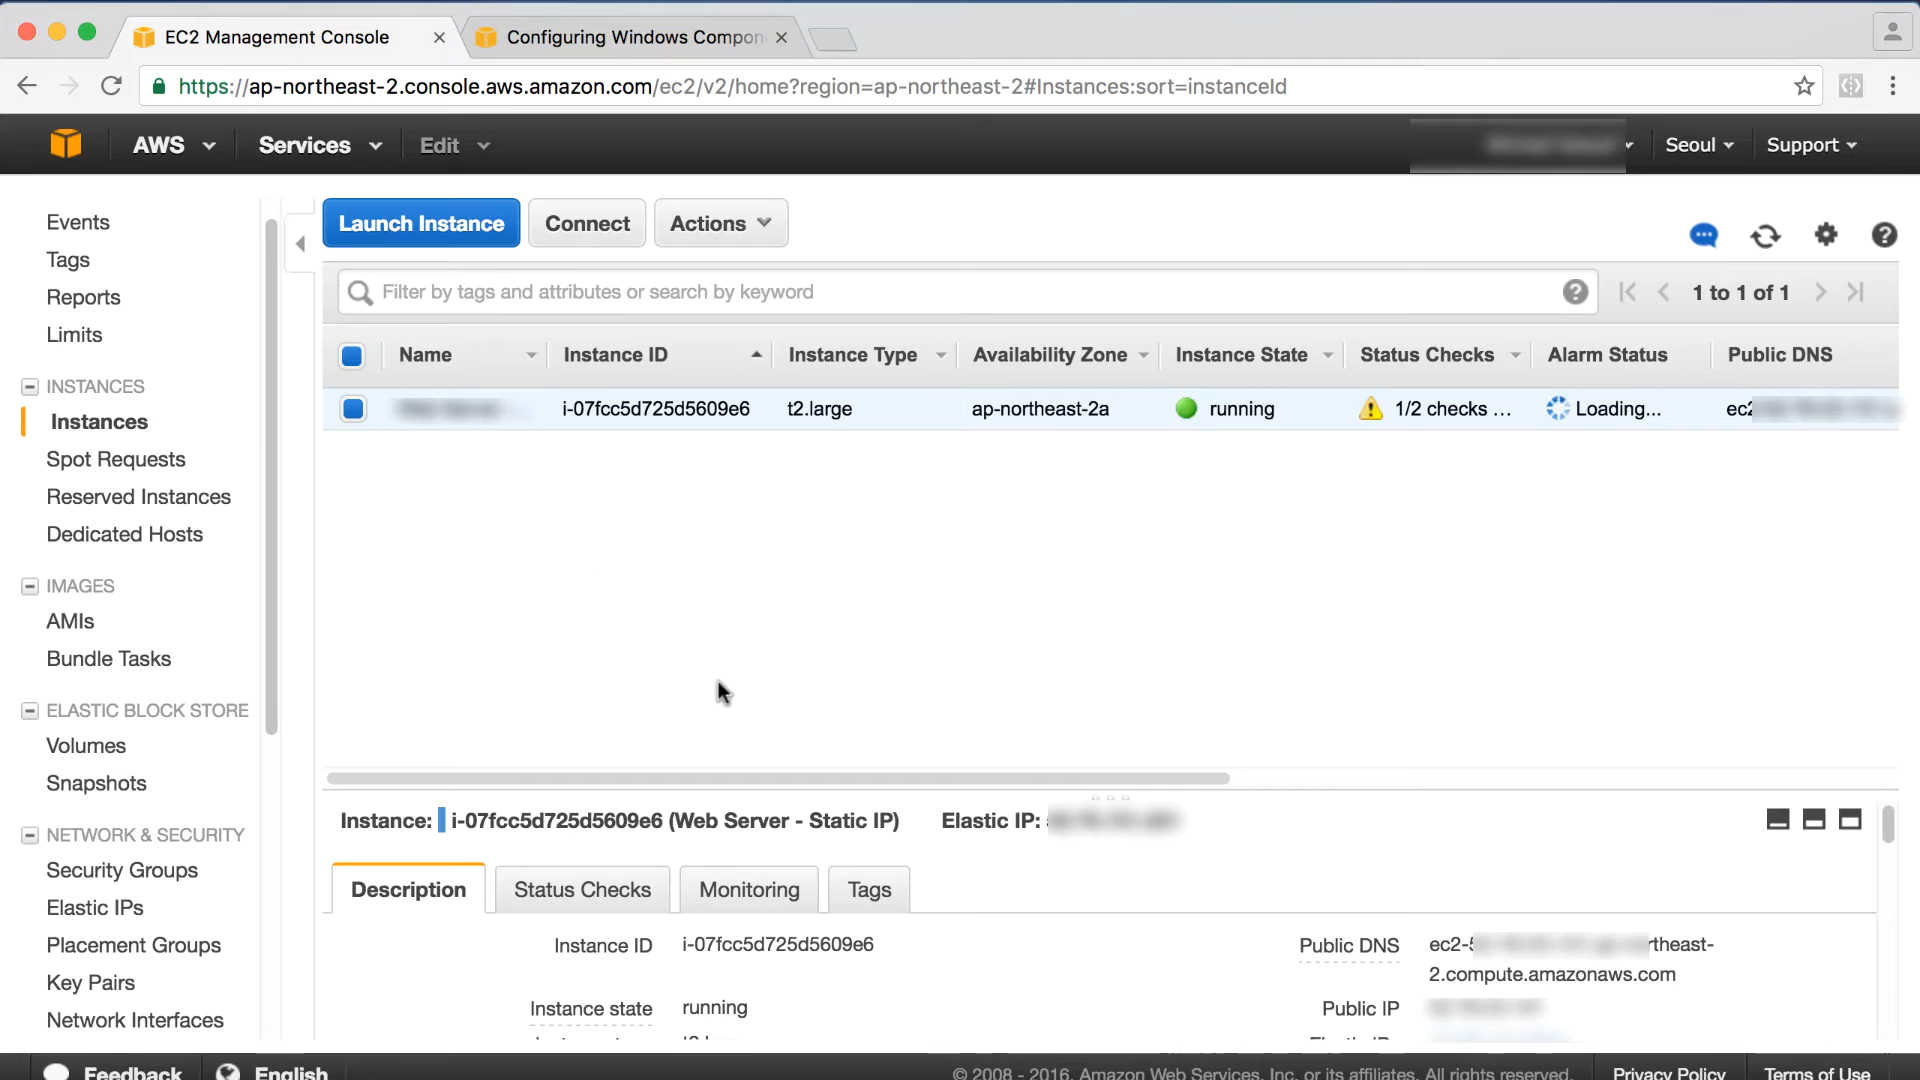 EC2 Management Console
Configuring Windows Compon
https://ap-northeast-2.console.aws.amazon.com/ec2/v2/home?region=ap-northeast-2#Instances:sort=instanceId
AWS Services Edit Seoul Support
Events
Tags
Reports
Limits
INSTANCES
Instances
Spot Requests
Reserved Instances
Dedicated Hosts
IMAGES
AMIs
Bundle Tasks
ELASTIC BLOCK STORE
Volumes
Snapshots
NETWORK & SECURITY
Security Groups
Elastic IPs
Placement Groups
Key Pairs
Network Interfaces
Launch Instance Connect Actions
Filter by tags and attributes or search by keyword
1 to 1 of 1
Name Instance ID Instance Type Availability Zone Instance State Status Checks Alarm Status Public DNS
i-07fcc5d725d5609e6 t2.large ap-northeast-2a running 1/2 checks ... Loading... ec2
Instance: i-07fcc5d725d5609e6 (Web Server - Static IP) Elastic IP:
Description Status Checks Monitoring Tags
Instance ID i-07fcc5d725d5609e6
Public DNS ec2- rtheast-
2.compute.amazonaws.com
Instance state running
Public IP
Feedback English
© 2008 - 2016, Amazon Web Services, Inc. or its affiliates. All rights reserved. Privacy Policy Terms of Use